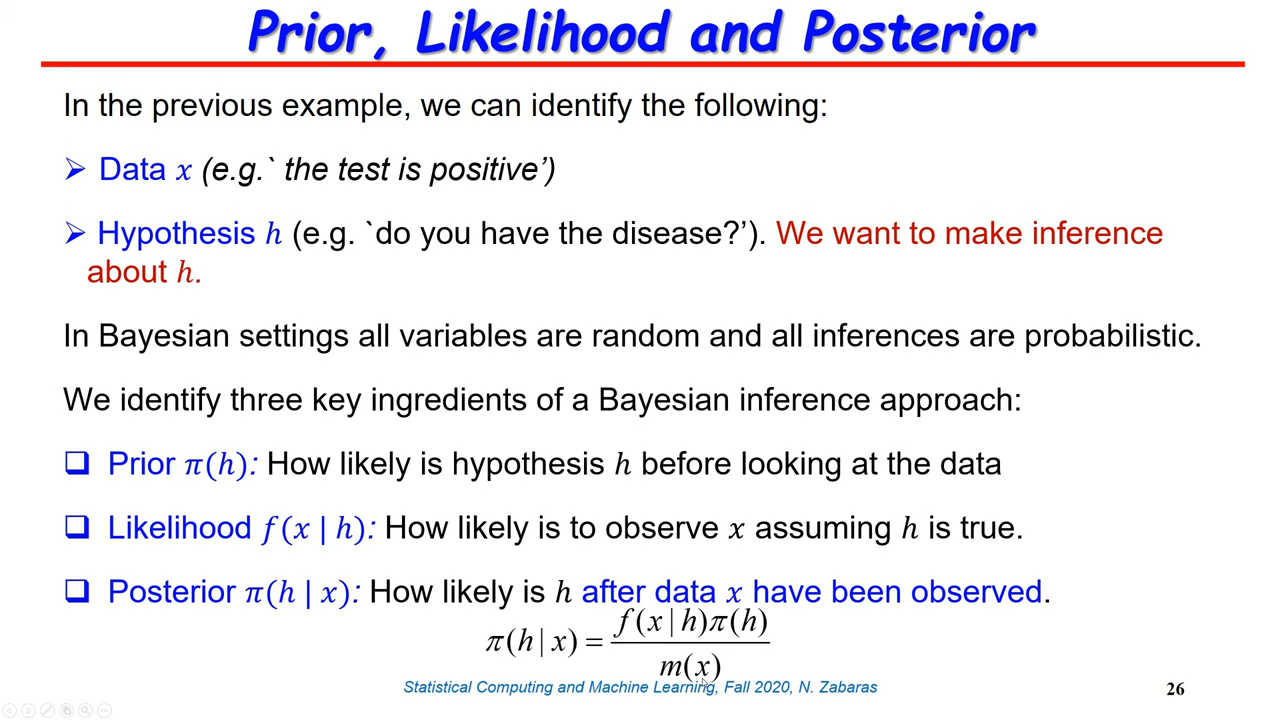 Prior, Likelihood and Posterior
In the previous example, we can identify the following:
➢ Data x (e.g.` the test is positive’)
➢ Hypothesis h (e.g. `do you have the disease?’). We want to make inference
about h.
In Bayesian settings all variables are random and all inferences are probabilistic.
We identify three key ingredients of a Bayesian inference approach:
❑ Prior π(h): How likely is hypothesis h before looking at the data
❑ Likelihood f(x | h): How likely is to observe x assuming h is true.
❑ Posterior π(h | x): How likely is h after data x have been observed.
π(h | x) = f(x | h)π(h) / m(x)
Statistical Computing and Machine Learning, Fall 2020, N. Zabaras
26